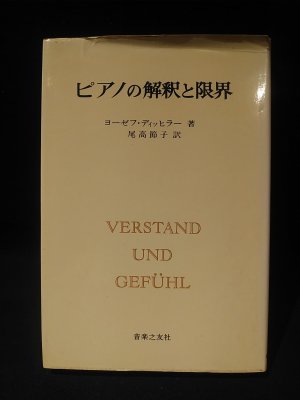 ピアノの解釈と限界
ヨーゼフ・ディッヒラー 著
尾高節子 訳
VERSTAND
UND
GEFÜHL
音楽之友社